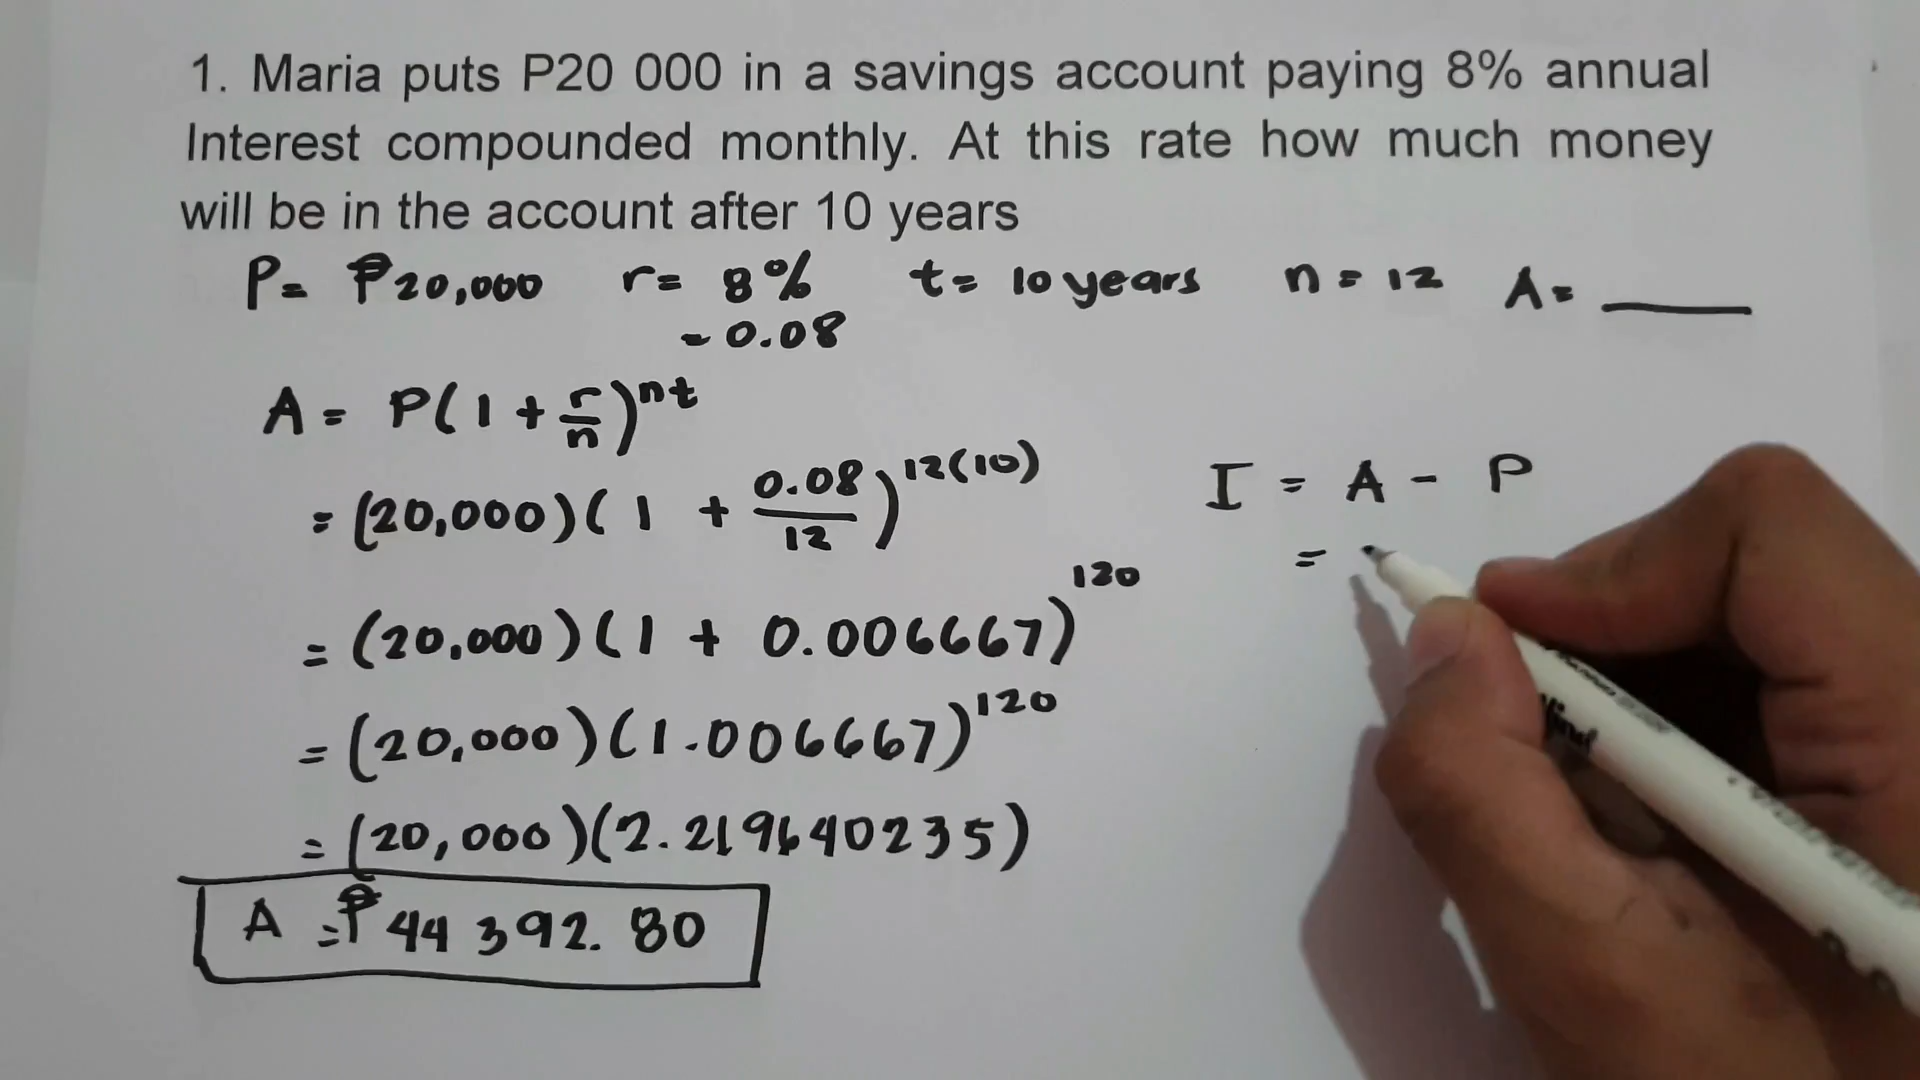 1. Maria puts P20 000 in a savings account paying 8% annual
Interest compounded monthly. At this rate how much money
will be in the account after 10 years
P= ₱20,000 r= 8% t= 10 years n = 12 A= ____
= 0.08
A = P(1 + r/n)^nt
= (20,000)(1 + 0.08/12)^12(10)
= (20,000)(1 + 0.006667)^120
= (20,000)(1.006667)^120
= (20,000)(2.219640235)
A = ₱44 392. 80
I = A - P
=